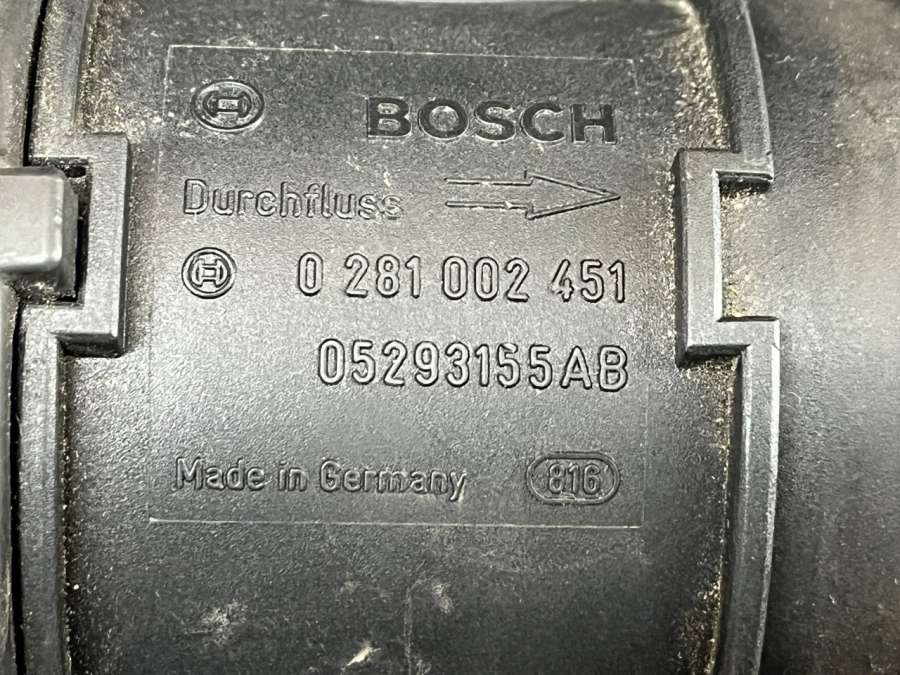 BOSCH
Durchfluss
0 281 002 451
05293155AB
Made in Germany 816